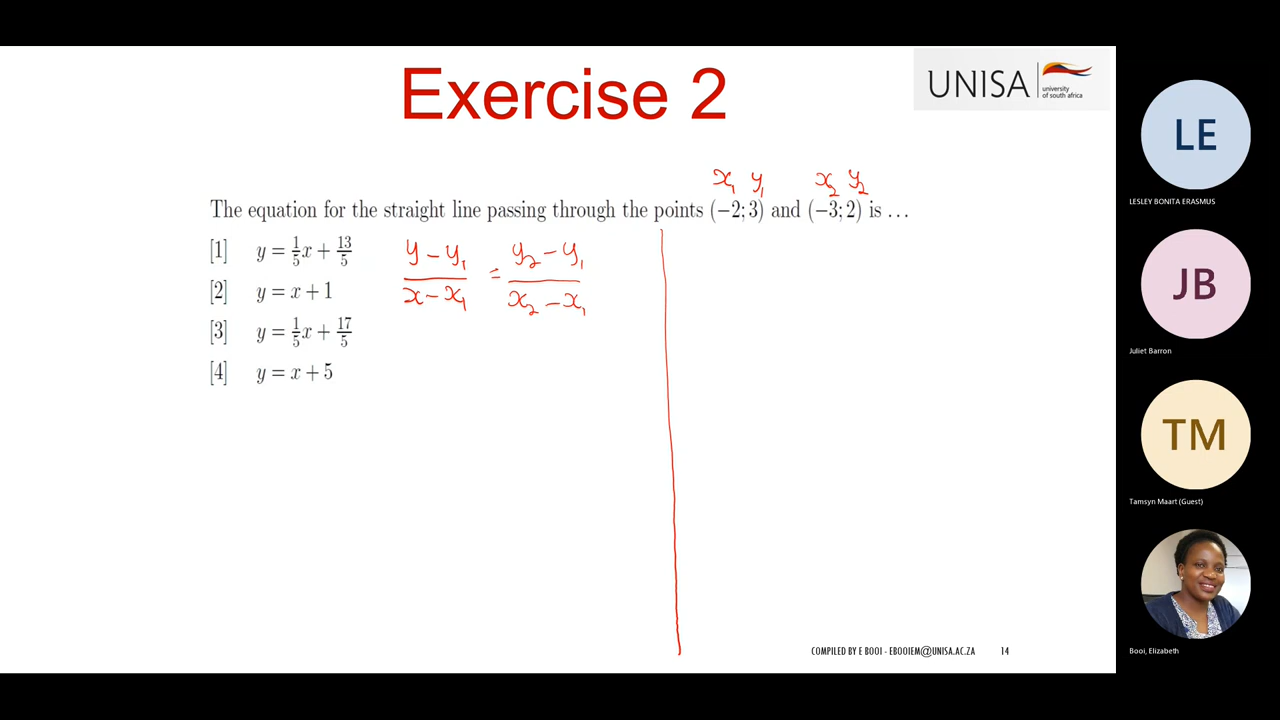 Exercise 2
UNISA
university
of south africa
x₁ y₁ x₂ y₂
The equation for the straight line passing through the points (−2; 3) and (−3; 2) is …
[1] y = 1/5 x + 13/5
[2] y = x + 1
[3] y = 1/5 x + 17/5
[4] y = x + 5
(y − y₁)/(x − x₁) = (y₂ − y₁)/(x₂ − x₁)
COMPILED BY E BOOI - EBOOIEM@UNISA.AC.ZA 14
LE
LESLEY BONITA ERASMUS
JB
Juliet Barron
TM
Tamsyn Maart (Guest)
Booi, Elizabeth